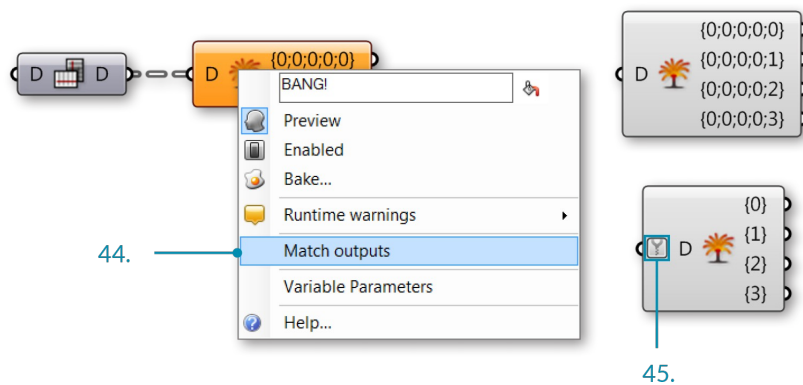 D D
D {0;0;0;0;0}
BANG!
Preview
Enabled
Bake...
Runtime warnings
Match outputs
Variable Parameters
Help...
44.
D
{0;0;0;0;0}
{0;0;0;0;1}
{0;0;0;0;2}
{0;0;0;0;3}
D
{0}
{1}
{2}
{3}
45.